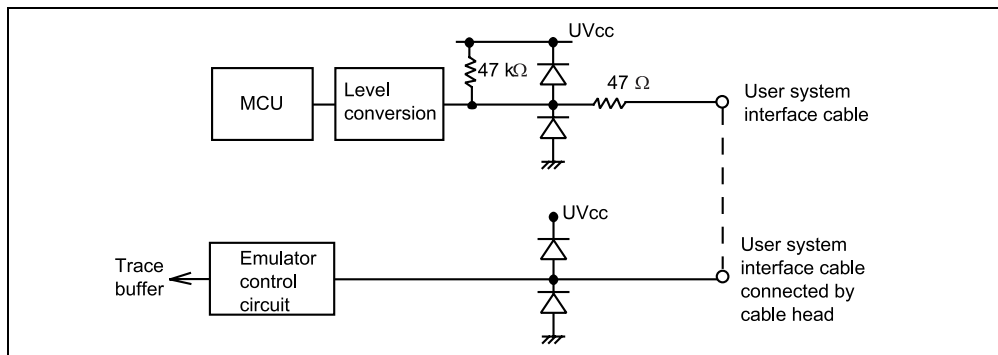 UVcc
47 kΩ
47 Ω
MCU
Level
conversion
User system
interface cable
UVcc
Trace
buffer
Emulator
control
circuit
User system
interface cable
connected by
cable head